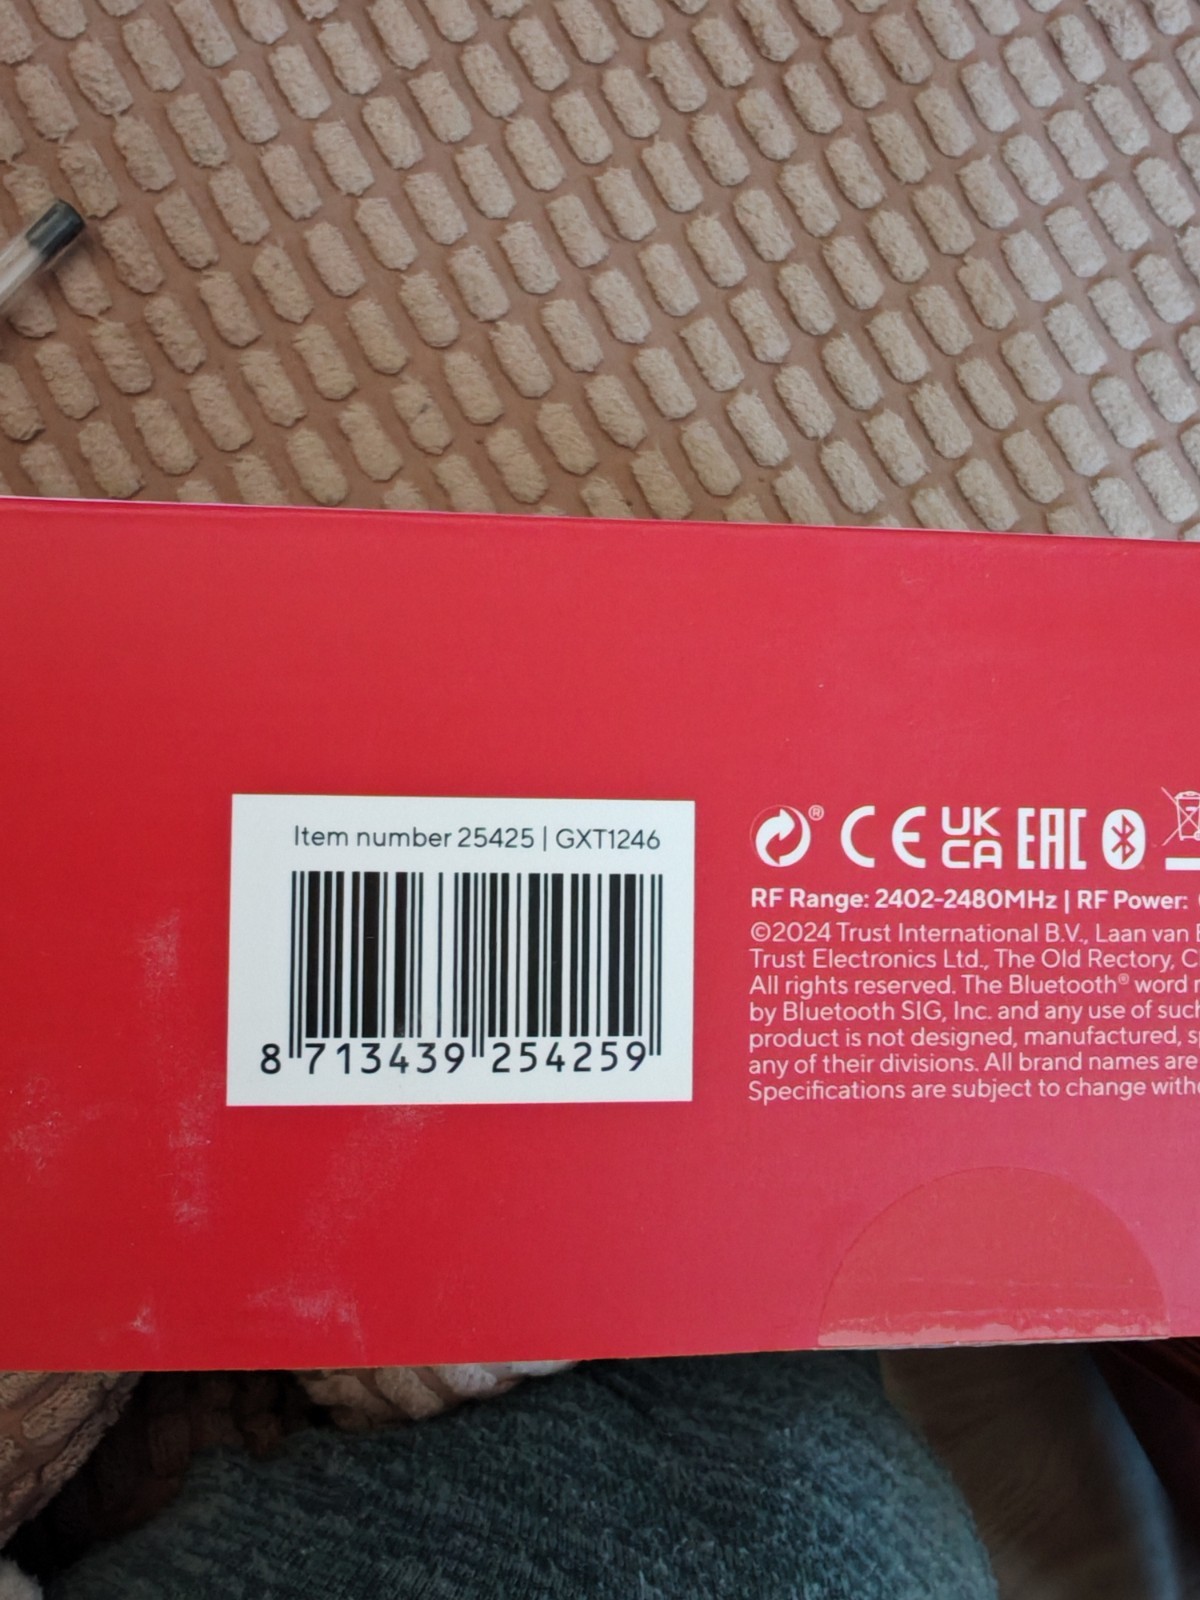 Item number 25425 | GXT1246
8 713439 254259
® CE UK CA EAC
RF Range: 2402-2480MHz | RF Power:
©2024 Trust International B.V., Laan van
Trust Electronics Ltd., The Old Rectory,
All rights reserved. The Bluetooth® word
by Bluetooth SIG, Inc. and any use of such
product is not designed, manufactured,
any of their divisions. All brand names are
Specifications are subject to change